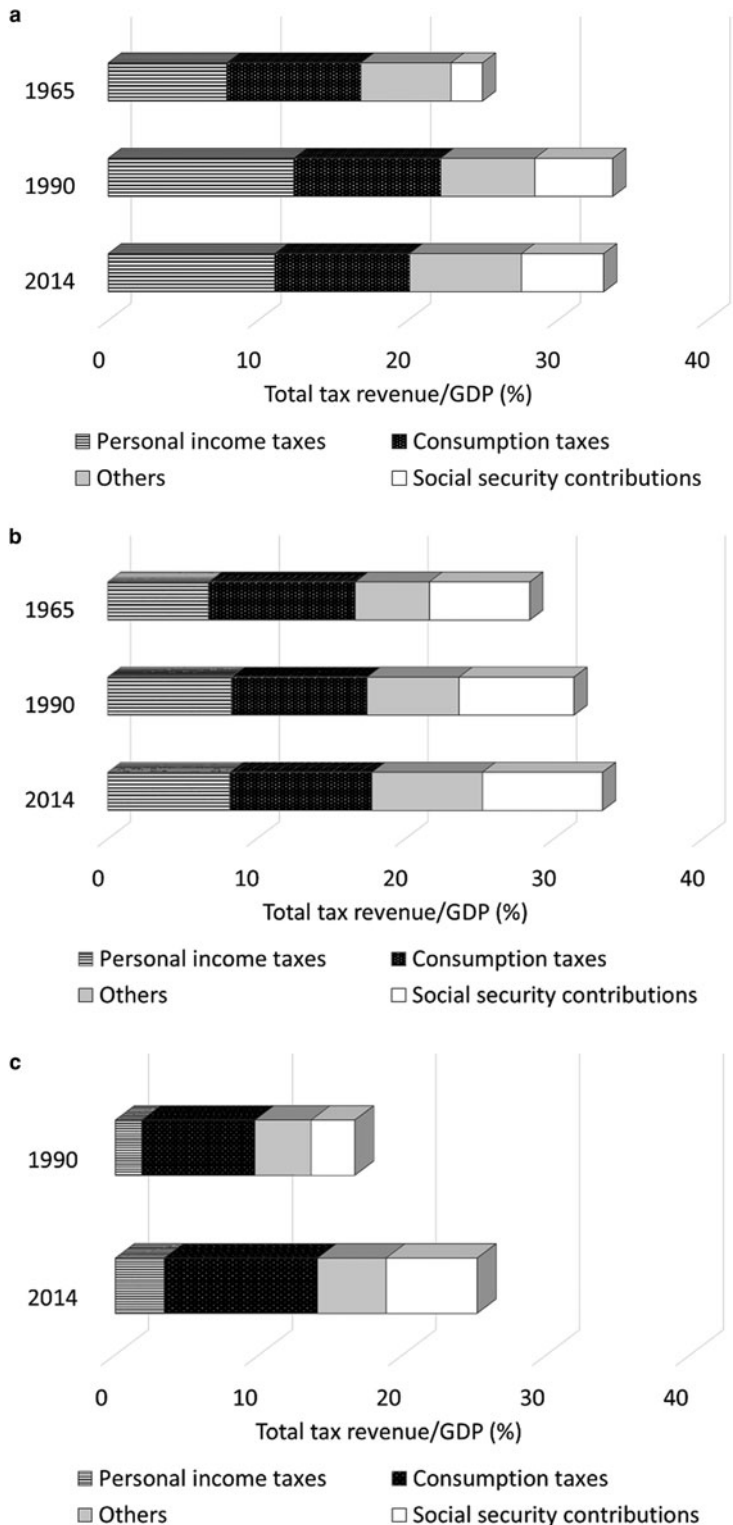 a
1965
1990
2014
0 10 20 30 40
Total tax revenue/GDP (%)
Personal income taxes Consumption taxes
Others Social security contributions
b
1965
1990
2014
0 10 20 30 40
Total tax revenue/GDP (%)
Personal income taxes Consumption taxes
Others Social security contributions
c
1990
2014
0 10 20 30 40
Total tax revenue/GDP (%)
Personal income taxes Consumption taxes
Others Social security contributions